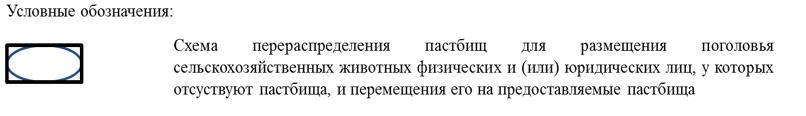 Условные обозначения:
Схема перераспределения пастбищ для размещения поголовья
сельскохозяйственных животных физических и (или) юридических лиц, у которых
отсуствуют пастбища, и перемещения его на предоставляемые пастбища